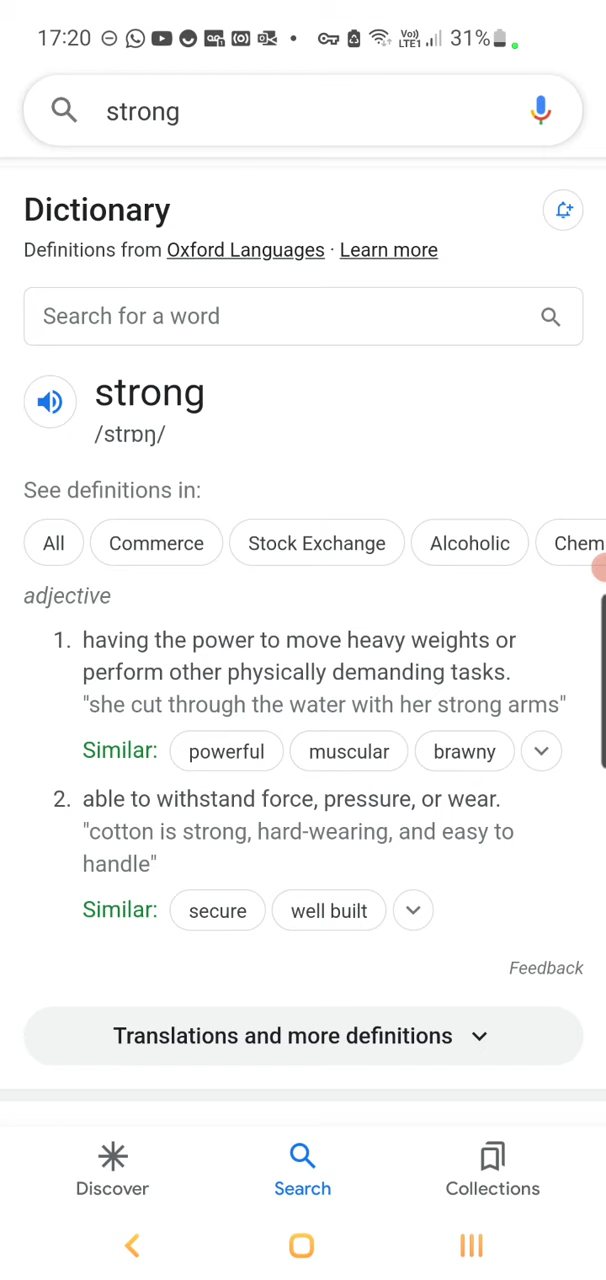 17:20 Vo) LTE1 31%
strong
Dictionary
Definitions from Oxford Languages · Learn more
Search for a word
strong
/strɒŋ/
See definitions in:
All Commerce Stock Exchange Alcoholic Chem
adjective
1. having the power to move heavy weights or
perform other physically demanding tasks.
"she cut through the water with her strong arms"
Similar: powerful muscular brawny
2. able to withstand force, pressure, or wear.
"cotton is strong, hard-wearing, and easy to
handle"
Similar: secure well built
Feedback
Translations and more definitions
Discover Search Collections